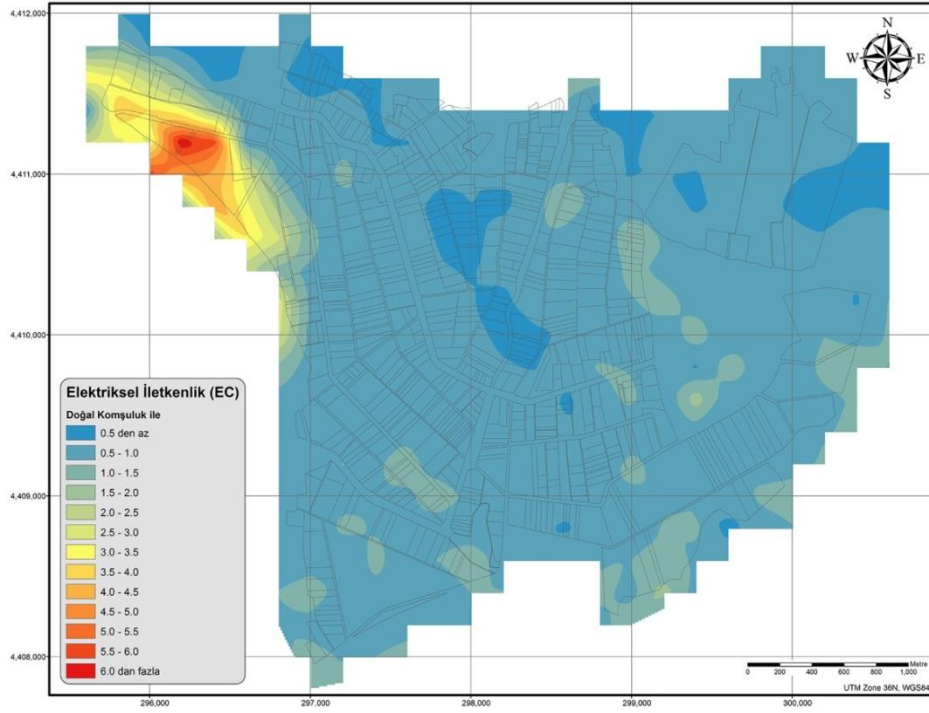 4,412,000
N
W
E
S
4,411,000
4,410,000
Elektriksel İletkenlik (EC)
Doğal Komşuluk ile
0.5 den az
0.5 - 1.0
1.0 - 1.5
1.5 - 2.0
2.0 - 2.5
2.5 - 3.0
3.0 - 3.5
3.5 - 4.0
4.0 - 4.5
4.5 - 5.0
5.0 - 5.5
5.5 - 6.0
6.0 dan fazla
4,409,000
4,408,000
Metre
0 200 400 600 800 1,000
UTM Zone 36N, WGS84
296,000 297,000 298,000 299,000 300,000